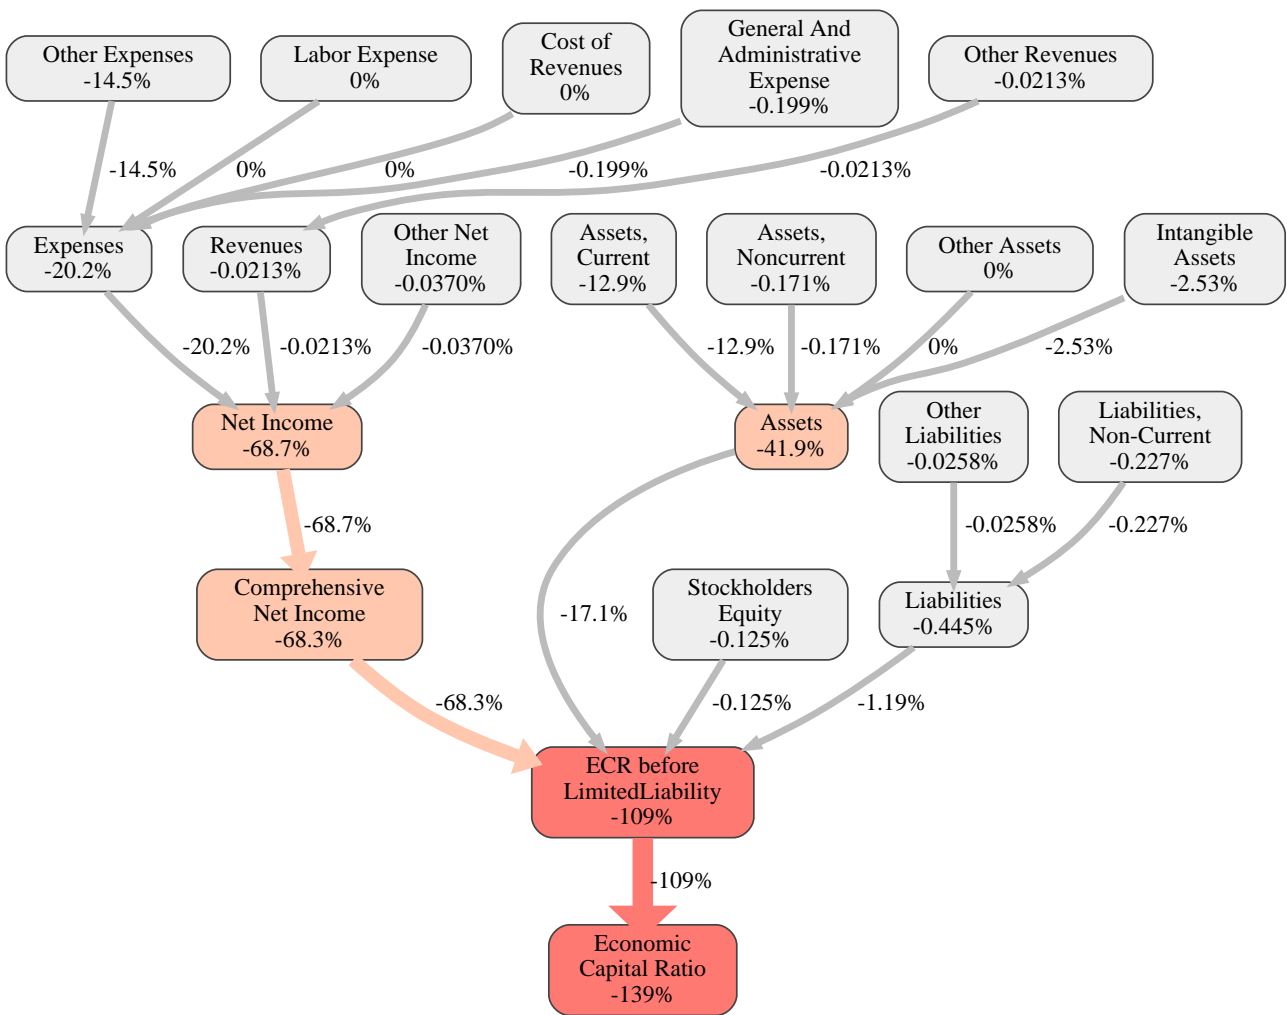 Other Expenses
-14.5%
Labor Expense
0%
Cost of
Revenues
0%
General And
Administrative
Expense
-0.199%
Other Revenues
-0.0213%
-14.5%
0%
0%
-0.199%
-0.0213%
Expenses
-20.2%
Revenues
-0.0213%
Other Net
Income
-0.0370%
Assets,
Current
-12.9%
Assets,
Noncurrent
-0.171%
Other Assets
0%
Intangible
Assets
-2.53%
-20.2%
-0.0213%
-0.0370%
-12.9%
-0.171%
0%
-2.53%
Net Income
-68.7%
Assets
-41.9%
Other
Liabilities
-0.0258%
Liabilities,
Non-Current
-0.227%
-68.7%
-0.0258%
-0.227%
Comprehensive
Net Income
-68.3%
-17.1%
Stockholders
Equity
-0.125%
Liabilities
-0.445%
-68.3%
-0.125%
-1.19%
ECR before
LimitedLiability
-109%
-109%
Economic
Capital Ratio
-139%